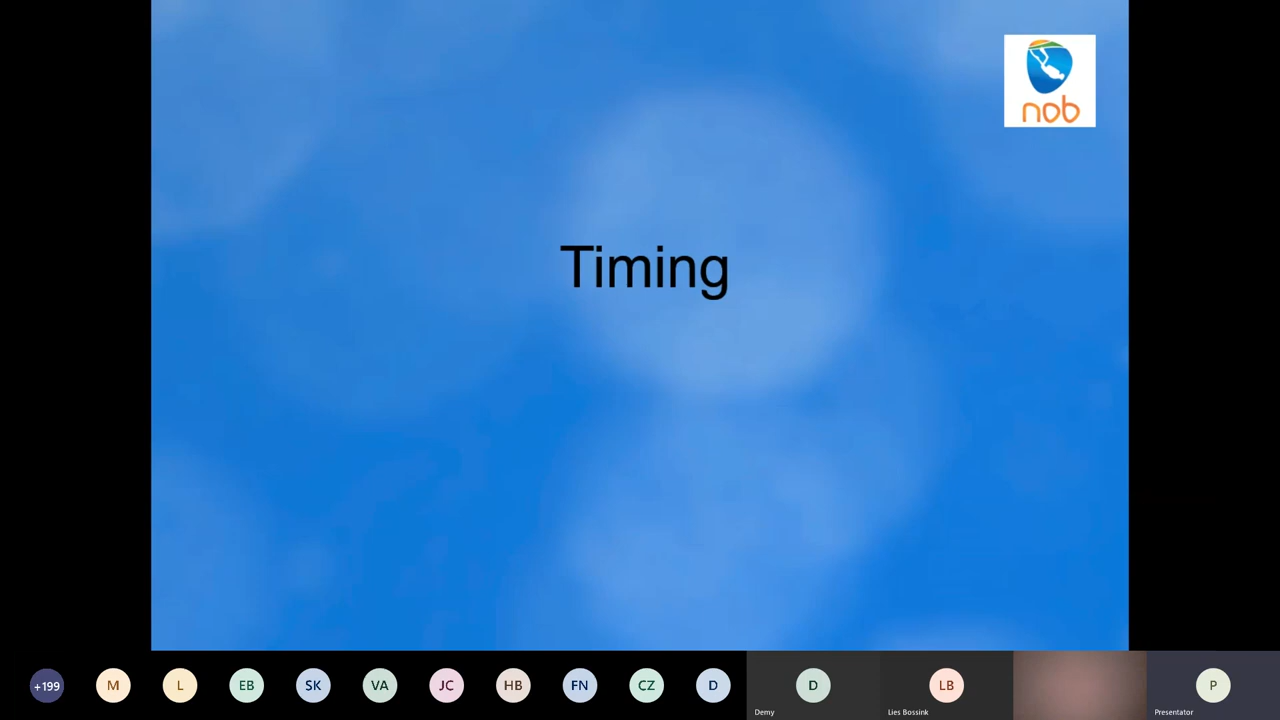 nob
Timing
+199
M
L
EB
SK
VA
JC
HB
FN
CZ
D
D
LB
P
Demy
Lies Bossink
Presentator